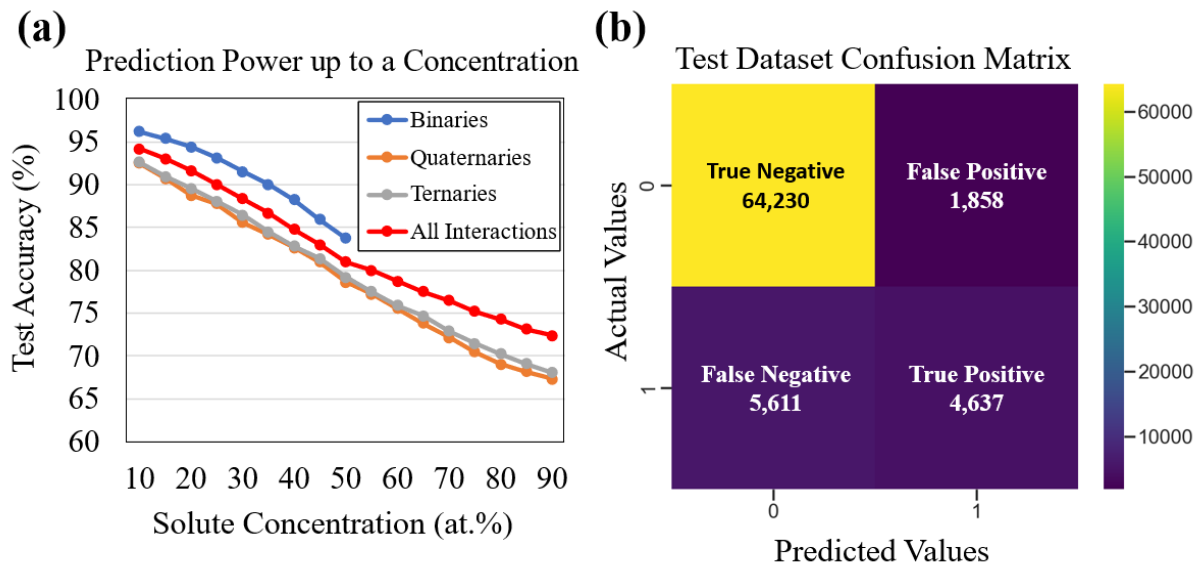 (a)
Prediction Power up to a Concentration
100
95
90
85
80
75
70
65
60
Test Accuracy (%)
Binaries
Quaternaries
Ternaries
All Interactions
10 20 30 40 50 60 70 80 90
Solute Concentration (at.%)
(b)
Test Dataset Confusion Matrix
Actual Values
0
1
True Negative
64,230
False Positive
1,858
False Negative
5,611
True Positive
4,637
0 1
Predicted Values
60000
50000
40000
30000
20000
10000